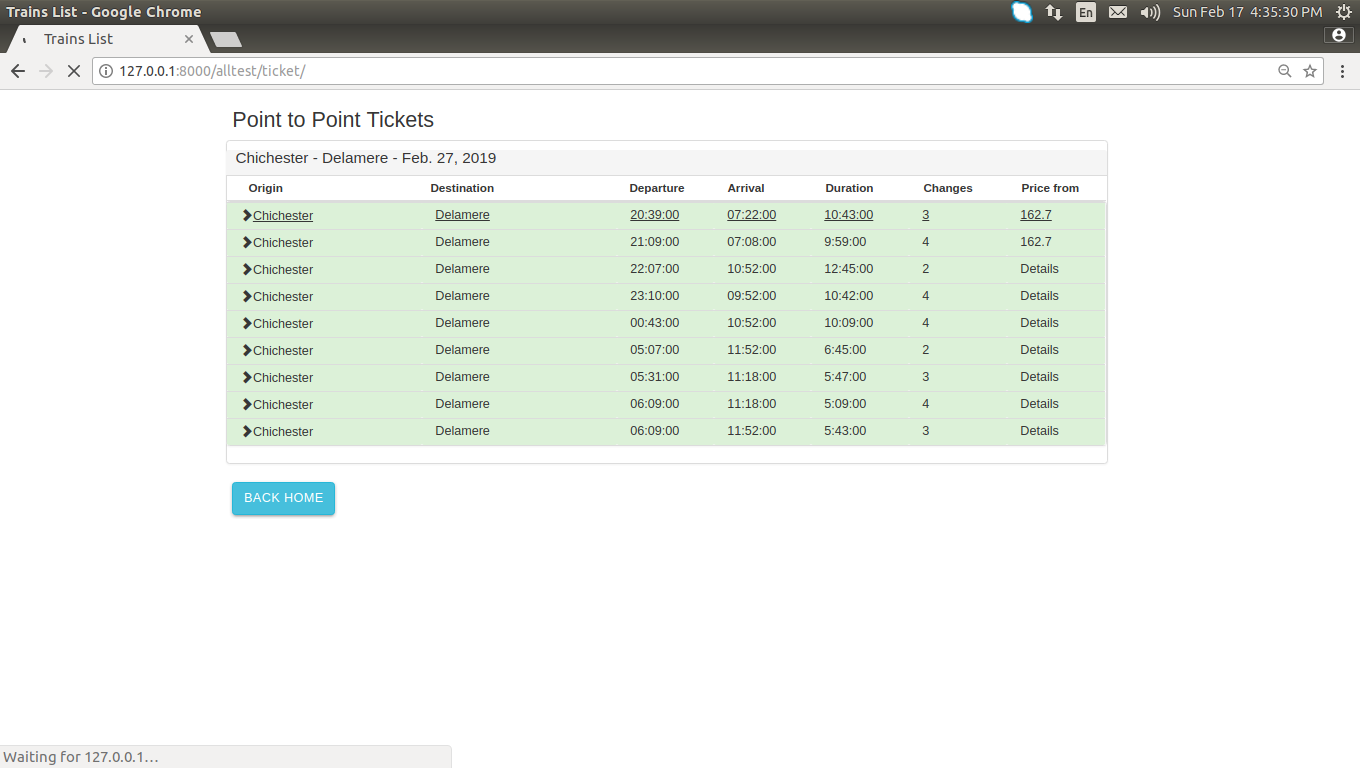 Trains List - Google Chrome En Sun Feb 17 4:35:30 PM
Trains List
127.0.0.1:8000/alltest/ticket/
Point to Point Tickets
Chichester - Delamere - Feb. 27, 2019
Origin Destination Departure Arrival Duration Changes Price from
Chichester Delamere 20:39:00 07:22:00 10:43:00 3 162.7
Chichester Delamere 21:09:00 07:08:00 9:59:00 4 162.7
Chichester Delamere 22:07:00 10:52:00 12:45:00 2 Details
Chichester Delamere 23:10:00 09:52:00 10:42:00 4 Details
Chichester Delamere 00:43:00 10:52:00 10:09:00 4 Details
Chichester Delamere 05:07:00 11:52:00 6:45:00 2 Details
Chichester Delamere 05:31:00 11:18:00 5:47:00 3 Details
Chichester Delamere 06:09:00 11:18:00 5:09:00 4 Details
Chichester Delamere 06:09:00 11:52:00 5:43:00 3 Details
BACK HOME
Waiting for 127.0.0.1...